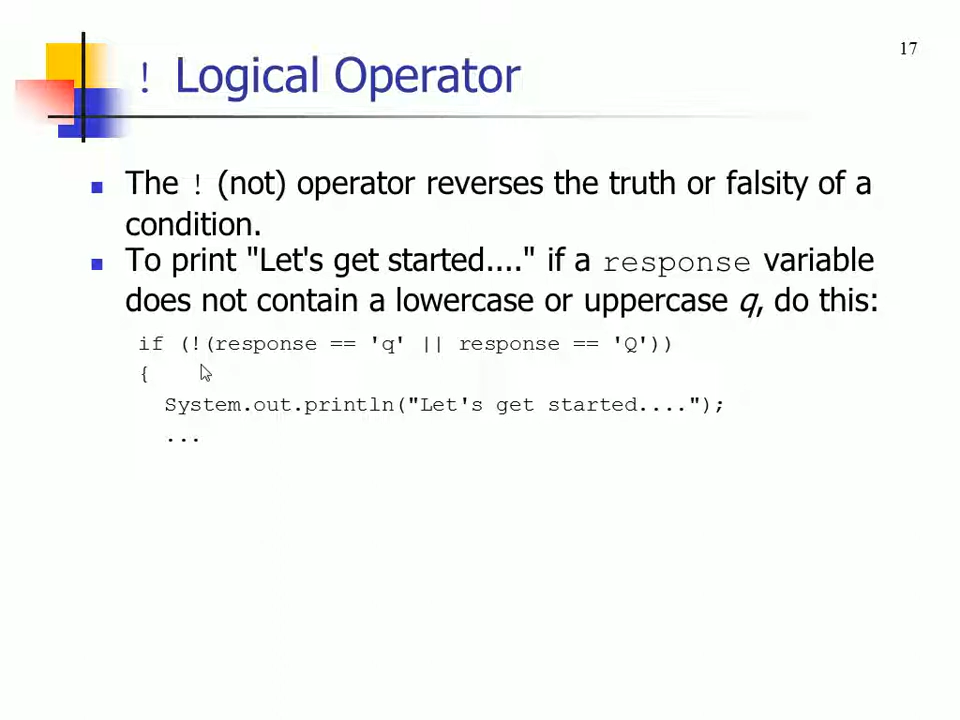 17
! Logical Operator
The ! (not) operator reverses the truth or falsity of a
condition.
To print "Let's get started...." if a response variable
does not contain a lowercase or uppercase q, do this:
if (!(response == 'q' || response == 'Q'))
{
System.out.println("Let's get started....");
...